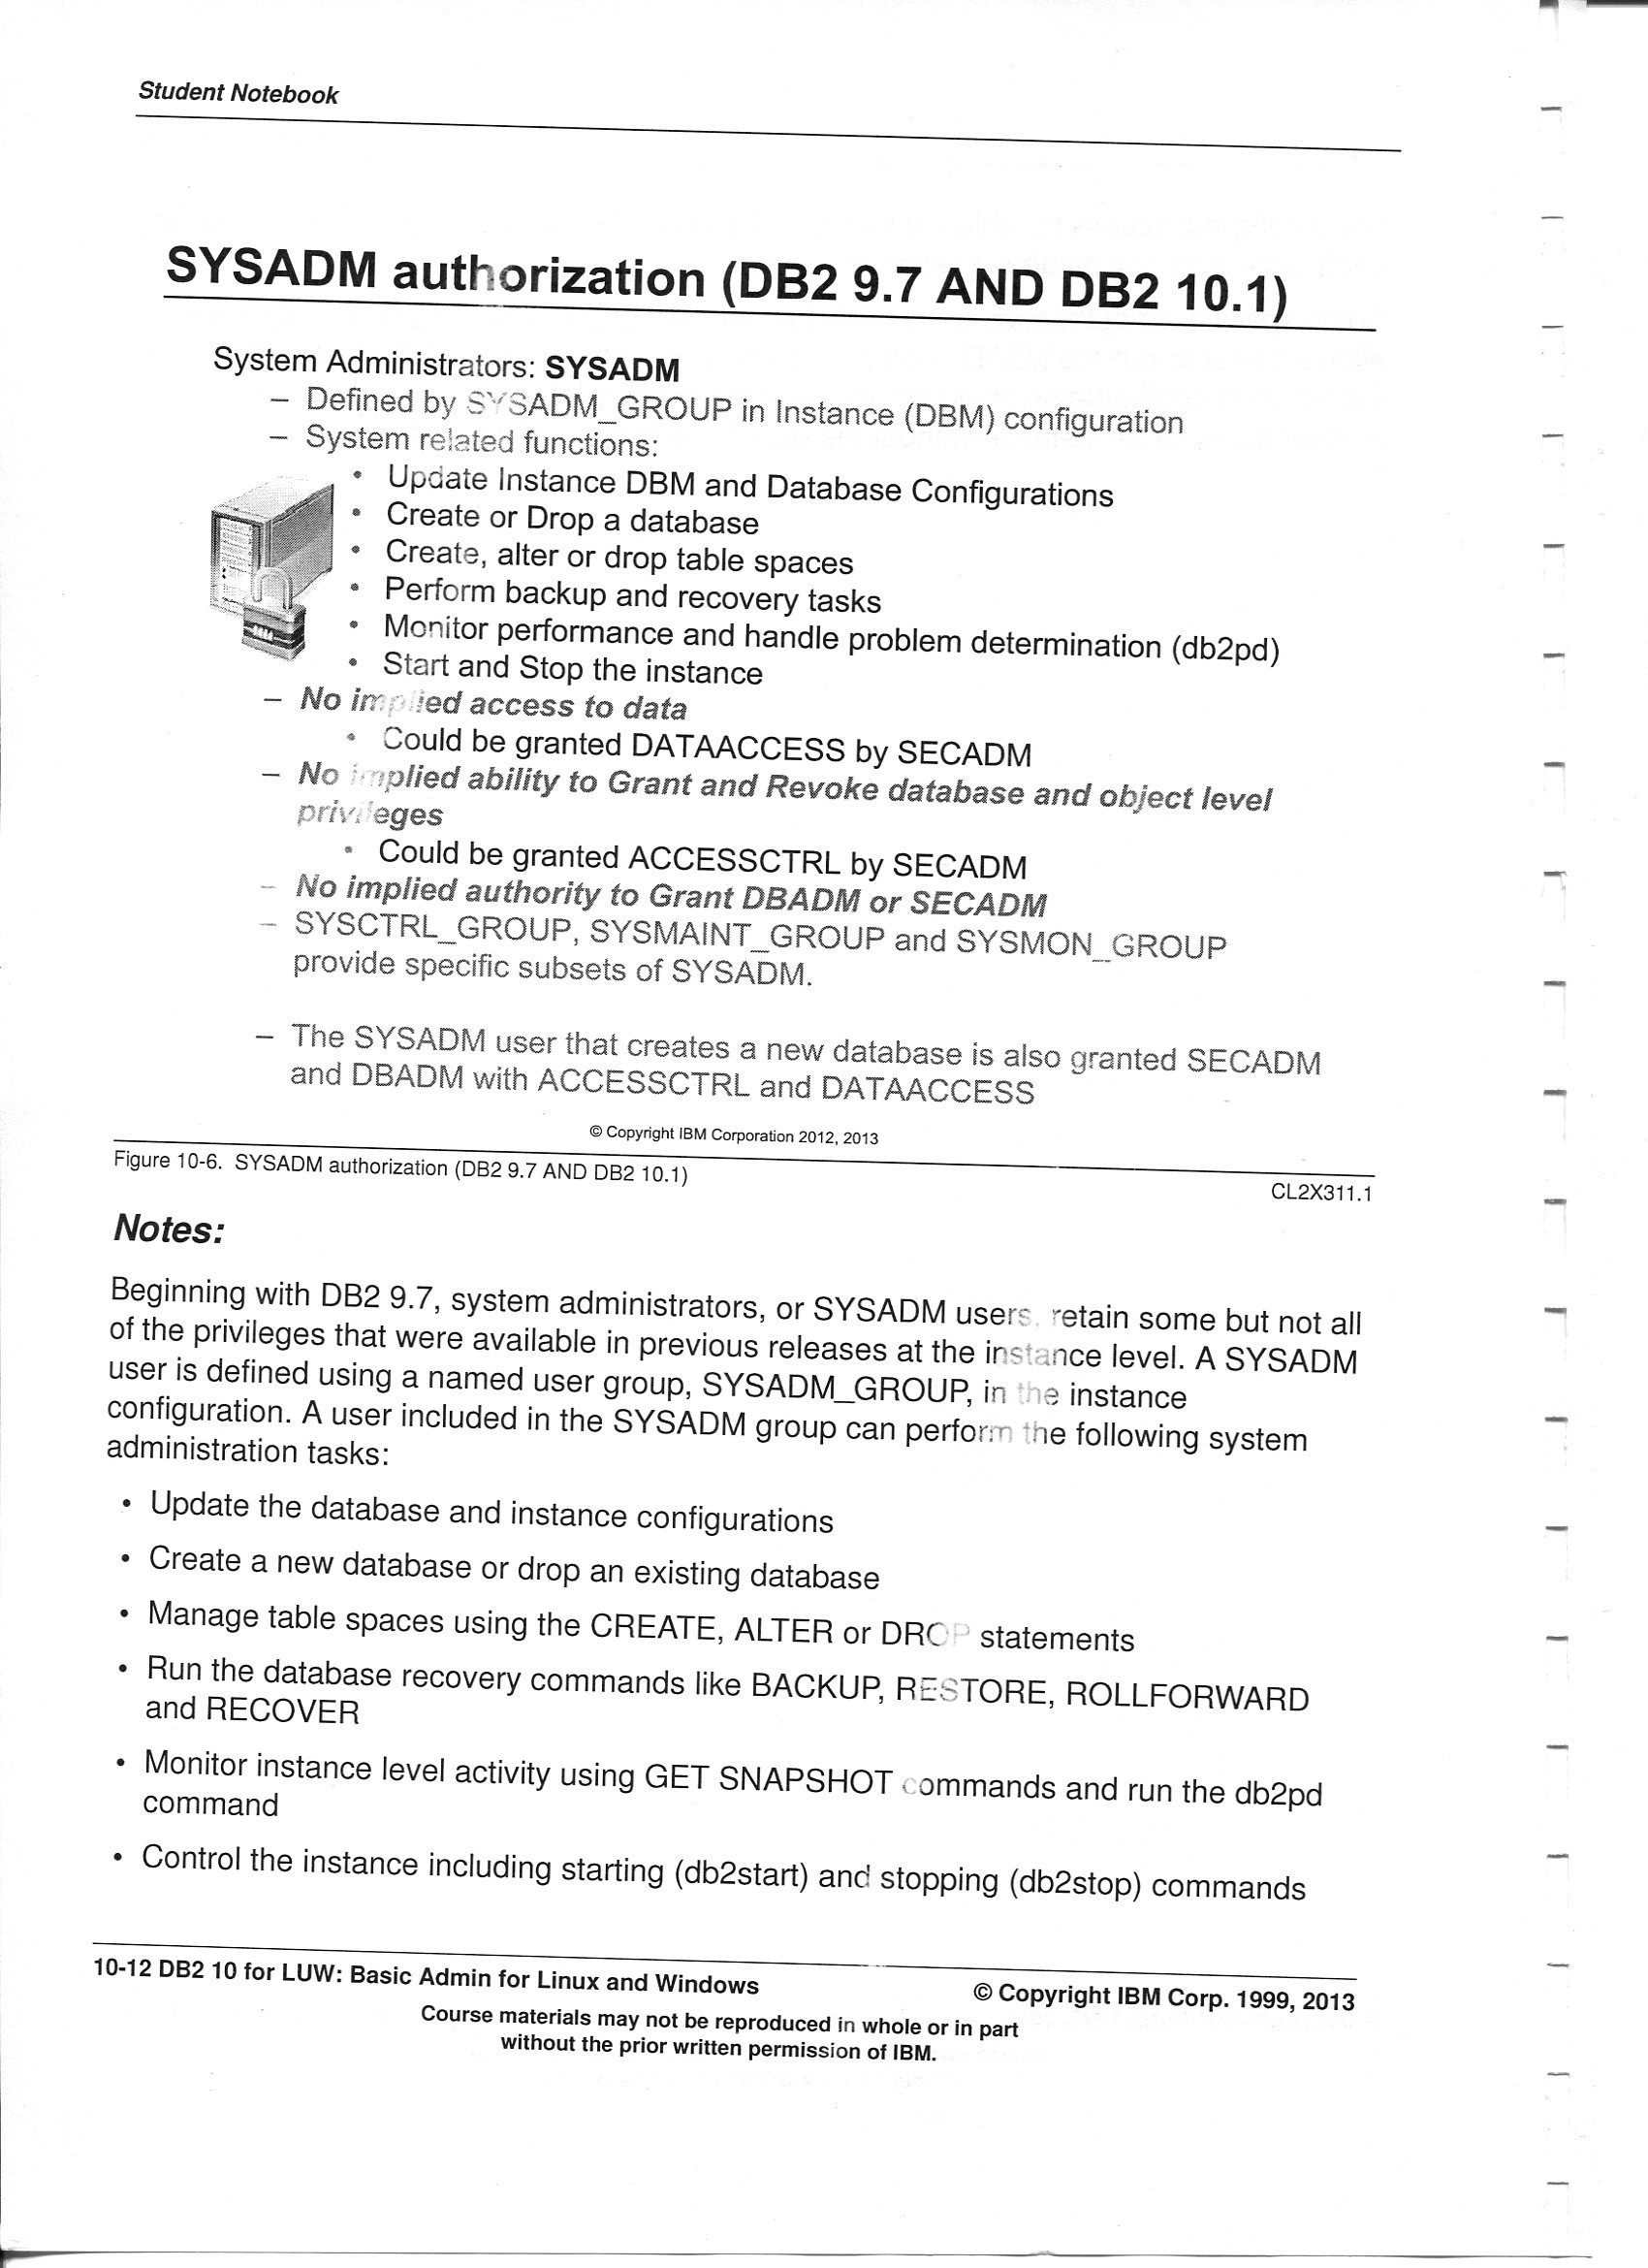 Student Notebook
SYSADM authorization (DB2 9.7 AND DB2 10.1)
System Administrators: SYSADM
– Defined by SYSADM_GROUP in Instance (DBM) configuration
– System related functions:
• Update Instance DBM and Database Configurations
• Create or Drop a database
• Create, alter or drop table spaces
• Perform backup and recovery tasks
• Monitor performance and handle problem determination (db2pd)
• Start and Stop the instance
– No implied access to data
• Could be granted DATAACCESS by SECADM
– No implied ability to Grant and Revoke database and object level
privileges
• Could be granted ACCESSCTRL by SECADM
– No implied authority to Grant DBADM or SECADM
– SYSCTRL_GROUP, SYSMAINT_GROUP and SYSMON_GROUP
provide specific subsets of SYSADM.
– The SYSADM user that creates a new database is also granted SECADM
and DBADM with ACCESSCTRL and DATAACCESS
© Copyright IBM Corporation 2012, 2013
Figure 10-6. SYSADM authorization (DB2 9.7 AND DB2 10.1)
CL2X311.1
Notes:
Beginning with DB2 9.7, system administrators, or SYSADM users, retain some but not all
of the privileges that were available in previous releases at the instance level. A SYSADM
user is defined using a named user group, SYSADM_GROUP, in the instance
configuration. A user included in the SYSADM group can perform the following system
administration tasks:
• Update the database and instance configurations
• Create a new database or drop an existing database
• Manage table spaces using the CREATE, ALTER or DROP statements
• Run the database recovery commands like BACKUP, RESTORE, ROLLFORWARD
and RECOVER
• Monitor instance level activity using GET SNAPSHOT commands and run the db2pd
command
• Control the instance including starting (db2start) and stopping (db2stop) commands
10-12 DB2 10 for LUW: Basic Admin for Linux and Windows
© Copyright IBM Corp. 1999, 2013
Course materials may not be reproduced in whole or in part
without the prior written permission of IBM.